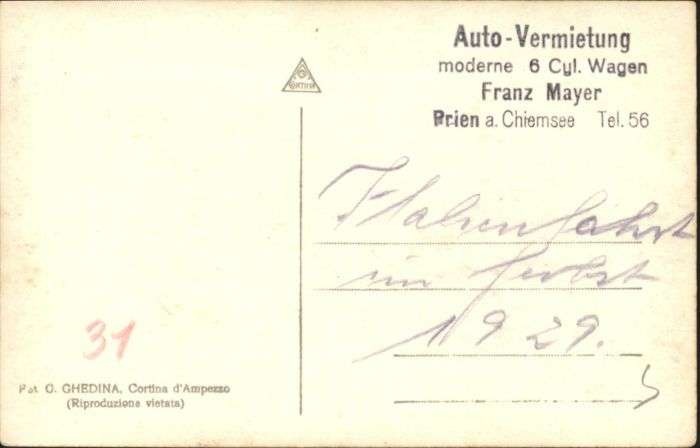 Auto-Vermietung
moderne 6 Cyl. Wagen
Franz Mayer
Prien a. Chiemsee Tel. 56
Italienfahrt
im Herbst
1929.
31
Fot. G. GHEDINA, Cortina d'Ampezzo
(Riproduzione vietata)